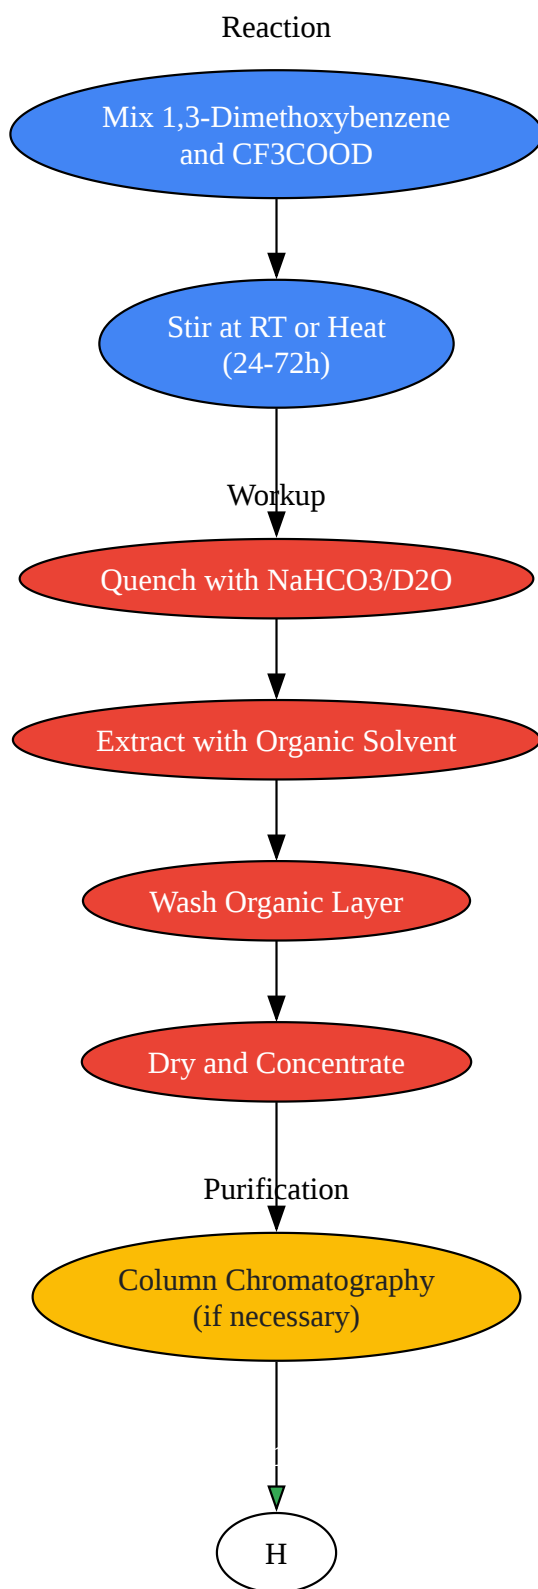 Reaction
Mix 1,3-Dimethoxybenzene
and CF3COOD
Stir at RT or Heat
(24-72h)
Workup
Quench with NaHCO3/D2O
Extract with Organic Solvent
Wash Organic Layer
Dry and Concentrate
Purification
Column Chromatography
(if necessary)
H